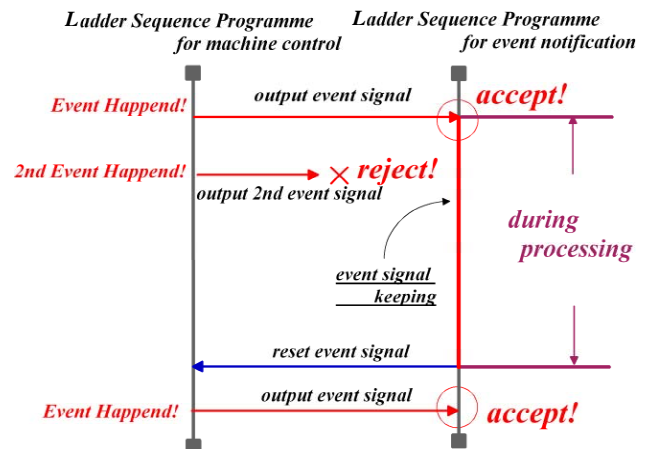 Ladder Sequence Programme
for machine control
Ladder Sequence Programme
for event notification
Event Happend!
output event signal
accept!
2nd Event Happend!
reject!
output 2nd event signal
during
processing
event signal
keeping
reset event signal
Event Happend!
output event signal
accept!